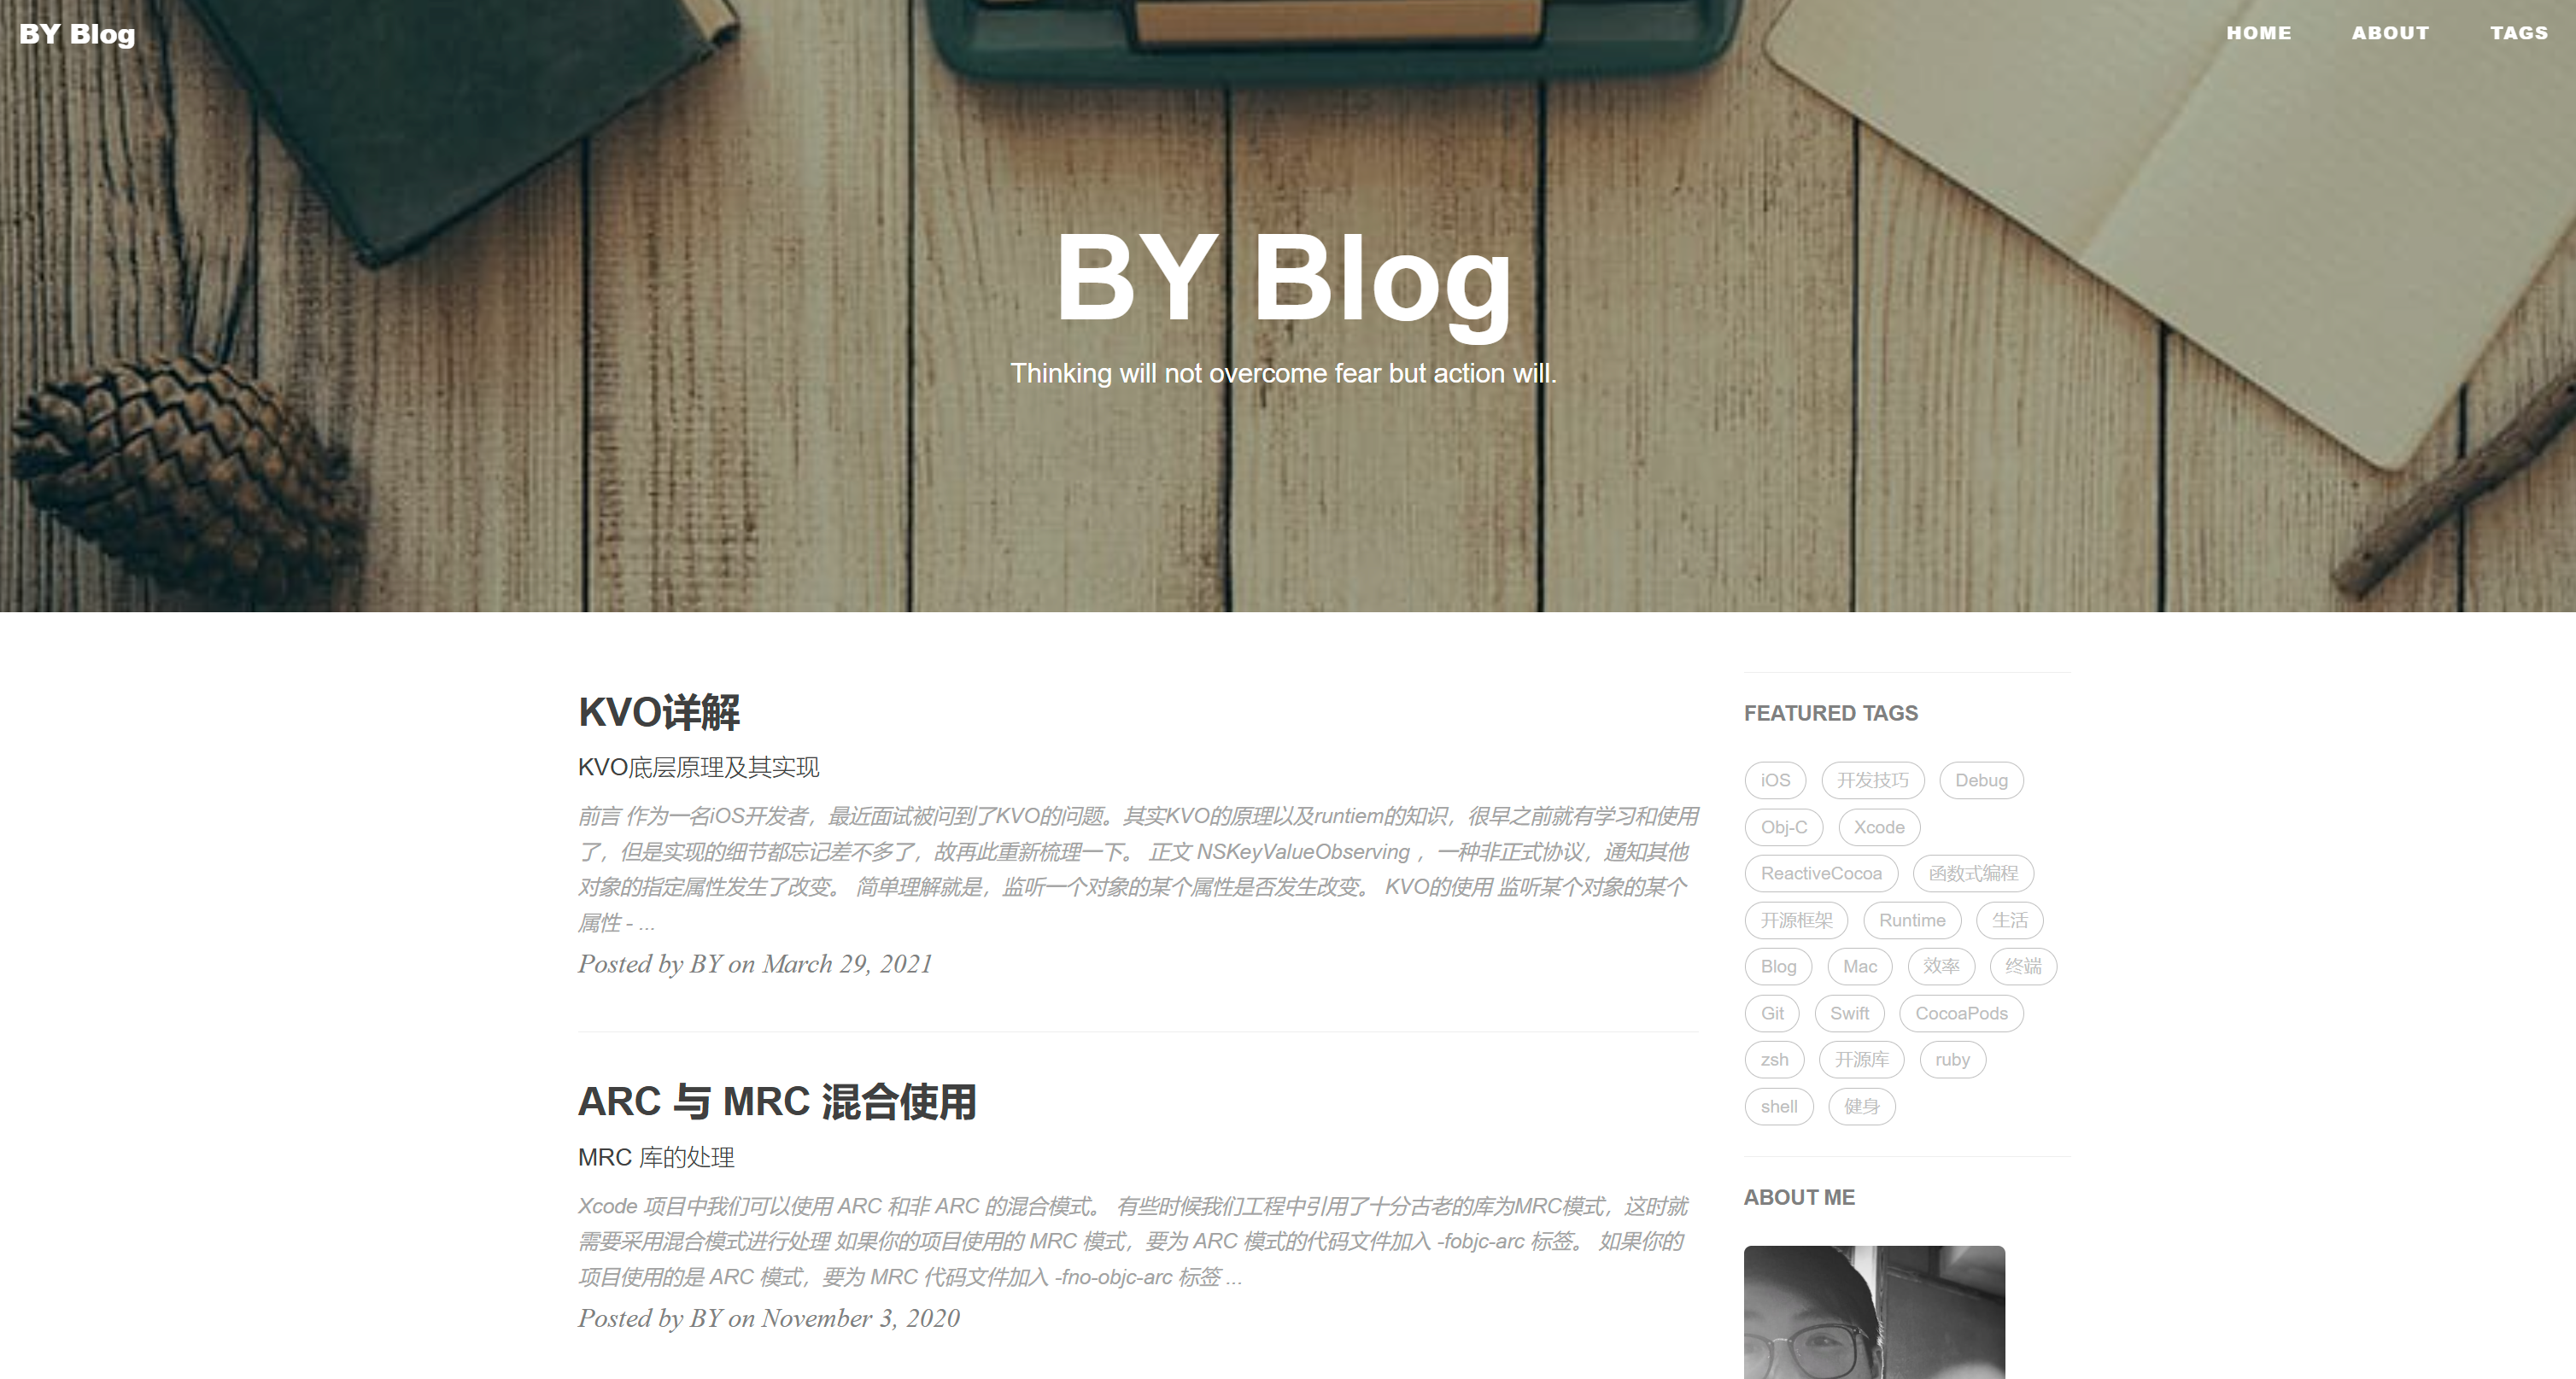 BY Blog
HOME ABOUT TAGS
BY Blog
Thinking will not overcome fear but action will.
KVO详解
KVO底层原理及其实现
前言 作为一名iOS开发者，最近面试被问到了KVO的问题。其实KVO的原理以及runtiem的知识，很早之前就有学习和使用
了，但是实现的细节都忘记差不多了，故再此重新梳理一下。 正文 NSKeyValueObserving ，一种非正式协议，通知其他
对象的指定属性发生了改变。 简单理解就是，监听一个对象的某个属性是否发生改变。 KVO的使用 监听某个对象的某个
属性 - ...
Posted by BY on March 29, 2021
ARC 与 MRC 混合使用
MRC 库的处理
Xcode 项目中我们可以使用 ARC 和非 ARC 的混合模式。 有些时候我们工程中引用了十分古老的库为MRC模式，这时就
需要采用混合模式进行处理 如果你的项目使用的 MRC 模式，要为 ARC 模式的代码文件加入 -fobjc-arc 标签。 如果你的
项目使用的是 ARC 模式，要为 MRC 代码文件加入 -fno-objc-arc 标签 ...
Posted by BY on November 3, 2020
FEATURED TAGS
iOS 开发技巧 Debug
Obj-C Xcode
ReactiveCocoa 函数式编程
开源框架 Runtime 生活
Blog Mac 效率 终端
Git Swift CocoaPods
zsh 开源库 ruby
shell 健身
ABOUT ME